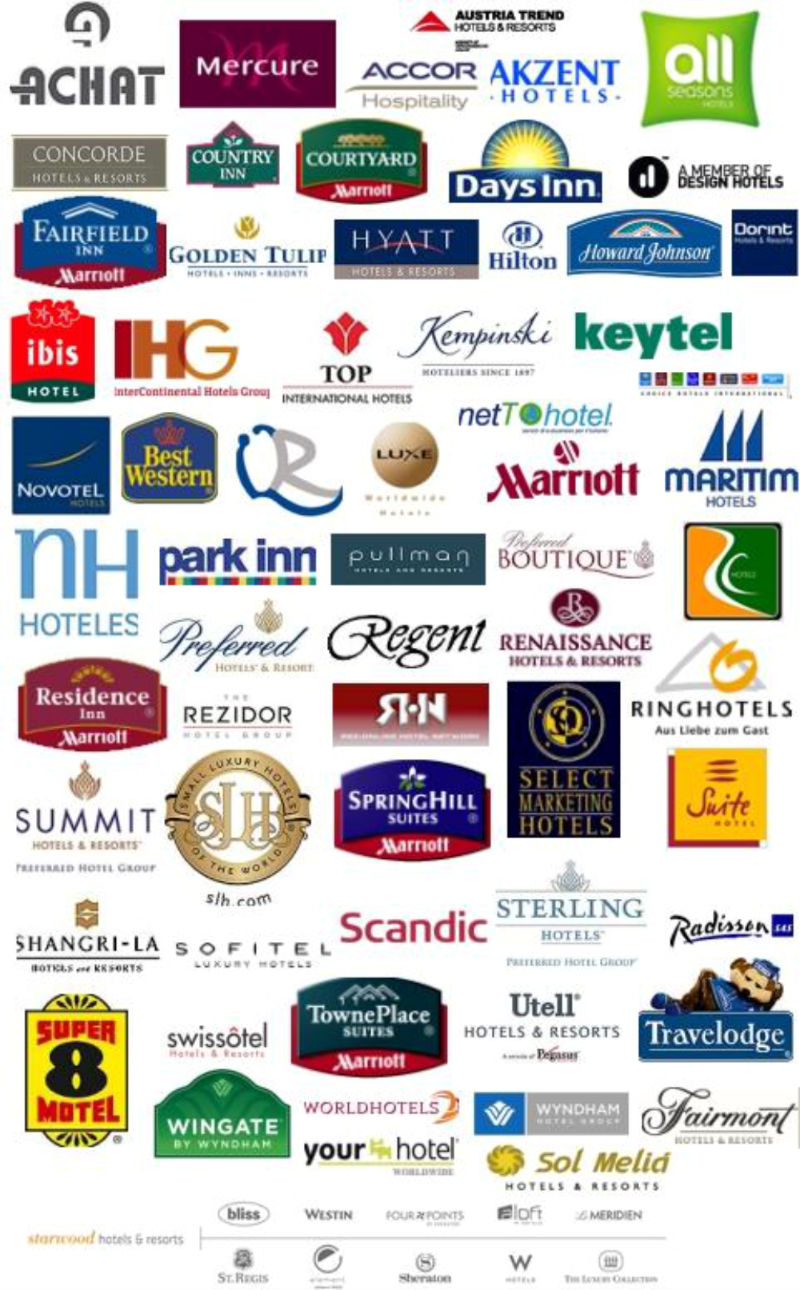 ACHAT
Mercure
AUSTRIA TREND
HOTELS & RESORTS
ACCOR
Hospitality
AKZENT
·HOTELS·
all
seasons
HOTELS
CONCORDE
HOTELS & RESORTS
COUNTRY
INN
COURTYARD
Marriott
Days Inn
A MEMBER OF
DESIGN HOTELS
FAIRFIELD
INN
Marriott
GOLDEN TULIP
HOTELS · INNS · RESORTS
HYATT
HOTELS & RESORTS
Hilton
Howard Johnson
Dorint
Hotels & Resorts
ibis
HOTEL
IHG
InterContinental Hotels Group
TOP
INTERNATIONAL HOTELS
Kempinski
HOTELIERS SINCE 1897
keytel
CHOICE HOTELS INTERNATIONAL
NOVOTEL
HOTELS
Best
Western
R
LUXE
Worldwide
Hotels
netTOhotel.
Marriott
MARITIM
HOTELS
nH
HOTELES
park inn
pullman
HOTELS AND RESORTS
Preferred
BOUTIQUE
HOTELS
Preferred
HOTELS & RESORT
Regent
R
RENAISSANCE
HOTELS & RESORTS
Residence
Inn
Marriott
THE
REZIDOR
HOTEL GROUP
RHN
SELECT
MARKETING
HOTELS
RINGHOTELS
Aus Liebe zum Gast
SUMMIT
HOTELS & RESORTS
PREFERRED HOTEL GROUP
SMALL LUXURY HOTELS
SLH
OF THE WORLD
slh.com
SPRINGHILL
SUITES
Marriott
Suite
HOTEL
SHANGRI-LA
HOTELS and RESORTS
SOFITEL
LUXURY HOTELS
Scandic
STERLING
HOTELS
PREFERRED HOTEL GROUP
Radisson SAS
SUPER
8
MOTEL
swissôtel
Hotels & Resorts
TownePlace
SUITES
Marriott
Utell
HOTELS & RESORTS
A service of Pegasus
Travelodge
WINGATE
BY WYNDHAM
WORLDHOTELS
your hotel
WORLDWIDE
WYNDHAM
HOTEL GROUP
Fairmont
HOTELS & RESORTS
Sol Meliá
HOTELS & RESORTS
starwood hotels & resorts
bliss
WESTIN
FOUR POINTS
BY SHERATON
aloft
LE MERIDIEN
ST. REGIS
element
Sheraton
W
HOTELS
THE LUXURY COLLECTION